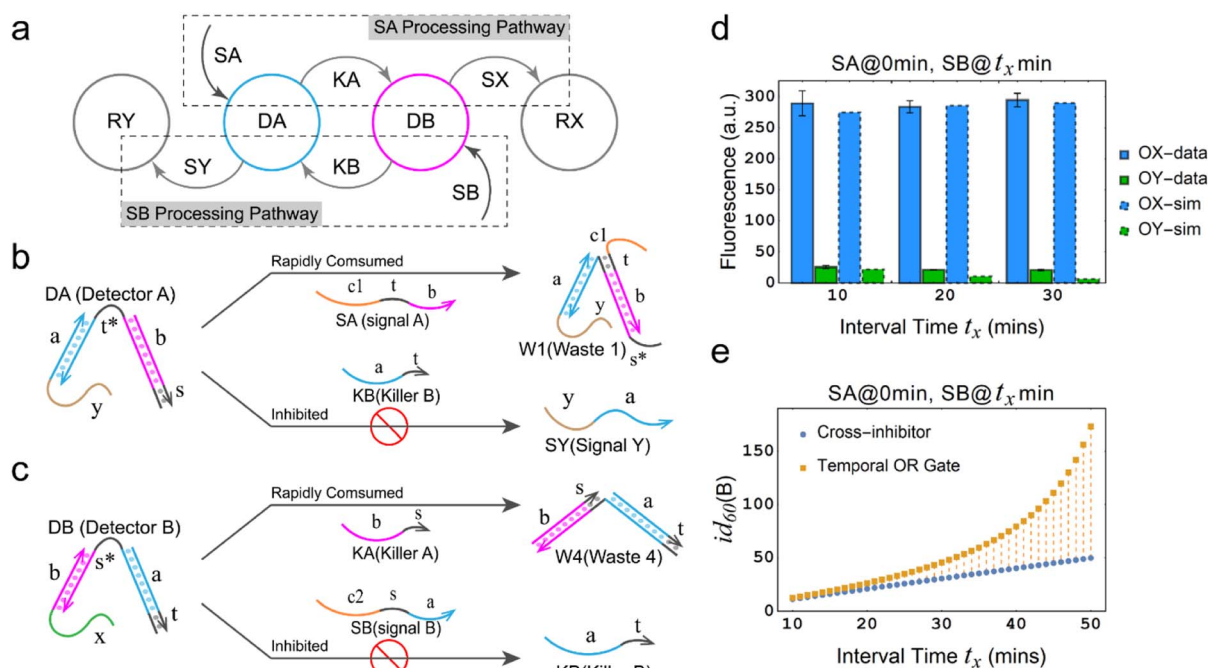 a
SA Processing Pathway
SA
KA
SX
RY
DA
DB
RX
SY
KB
SB
SB Processing Pathway
b
DA (Detector A)
a
t*
b
y
s
Rapidly Comsumed
c1
t
b
SA (signal A)
a
t
KB(Killer B)
Inhibited
c1
t
a
b
y
W1(Waste 1)
s*
y
a
SY(Signal Y)
c
DB (Detector B)
b
s*
a
t
x
Rapidly Comsumed
b
s
KA(Killer A)
c2
s
a
SB(signal B)
Inhibited
s
a
b
t
W4(Waste 4)
a
t
KB(Killer B)
d
SA@0min, SB@tx min
Fluorescence (a.u.)
300
250
200
150
100
50
0
10
20
30
Interval Time tx (mins)
OX-data
OY-data
OX-sim
OY-sim
e
SA@0min, SB@tx min
Cross-inhibitor
Temporal OR Gate
id60(B)
150
100
50
0
10
20
30
40
50
Interval Time tx (mins)